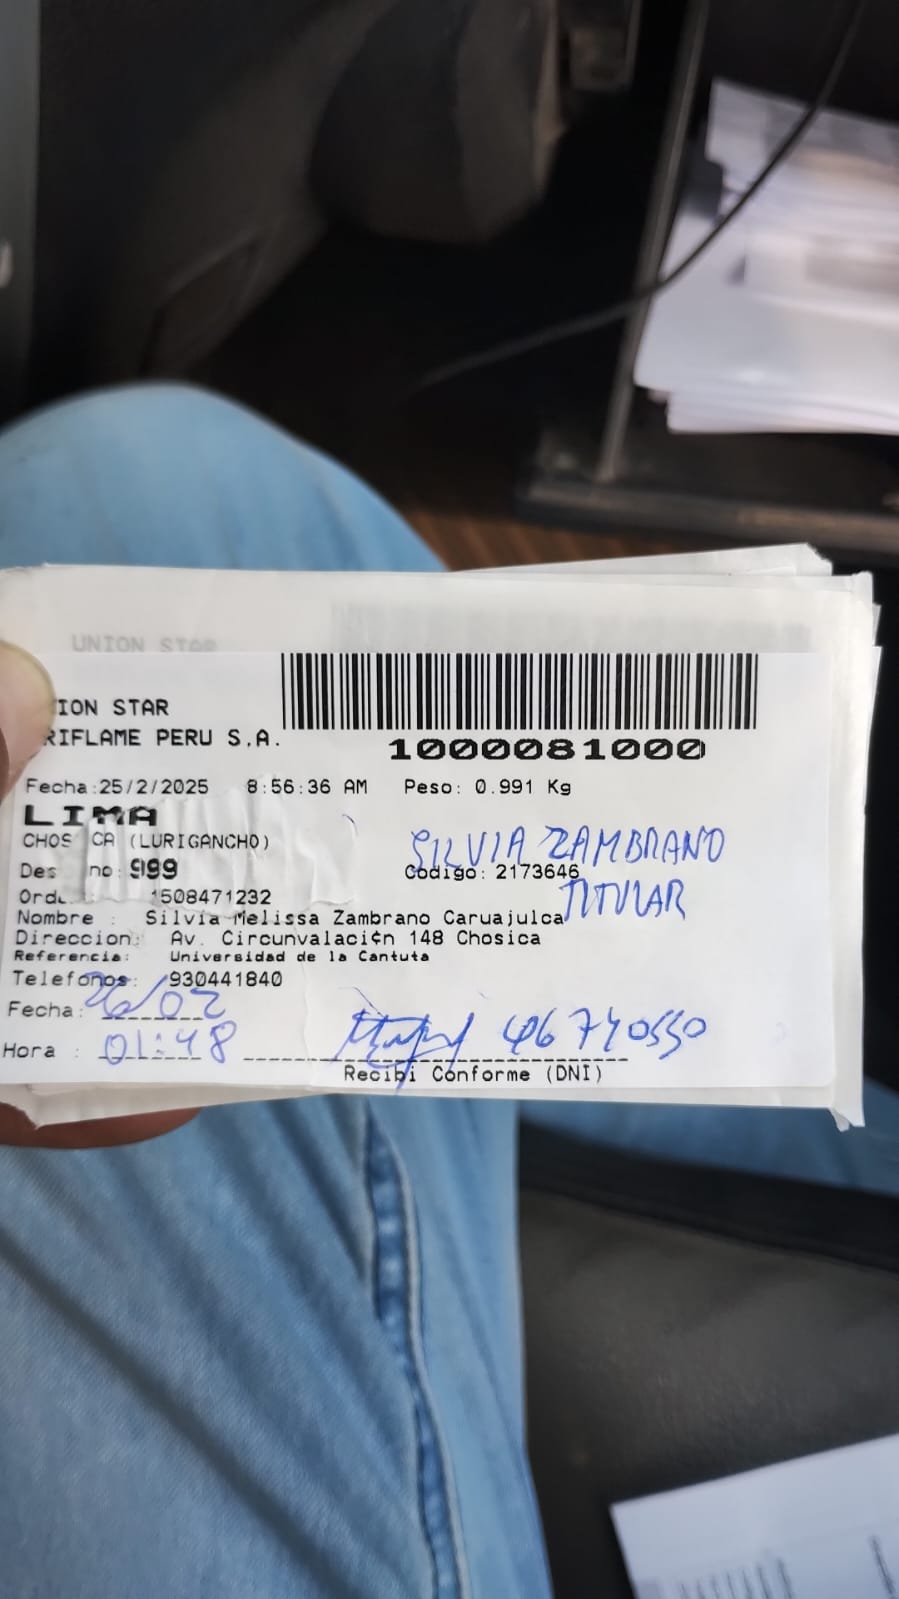 UNION STAR
ION STAR
RIFLAME PERU S.A.
1000081000
Fecha:25/2/2025 8:56:36 AM Peso: 0.991 Kg
LIMA
CHOS CA (LURIGANCHO)
SILVIA ZAMBRANO
Des no: 999 Codigo: 2173646
TITULAR
Ord 1508471232
Nombre : Silvia Melissa Zambrano Caruajulca
Direccion: Av. Circunvalaci¢n 148 Chosica
Referencia: Universidad de la Cantuta
Telefonos: 930441840
Fecha: 26/02
Hora : 01:48
46740550
Recibi Conforme (DNI)